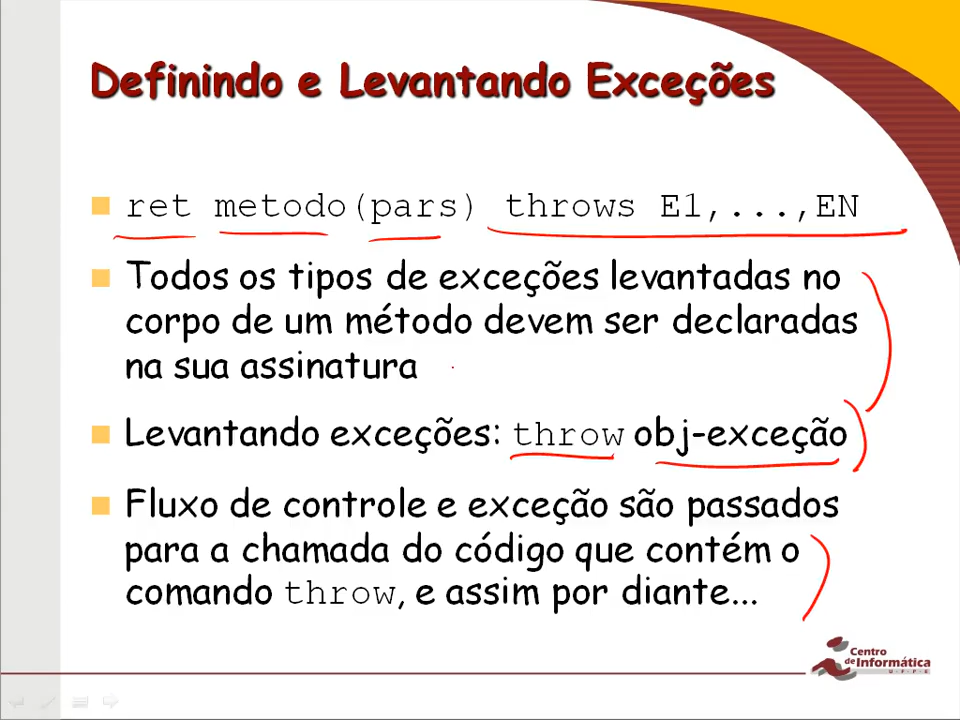 Definindo e Levantando Exceções
ret metodo(pars) throws E1,...,EN
Todos os tipos de exceções levantadas no
corpo de um método devem ser declaradas
na sua assinatura
Levantando exceções: throw obj-exceção
Fluxo de controle e exceção são passados
para a chamada do código que contém o
comando throw, e assim por diante...
Centro
de Informática
UFPE